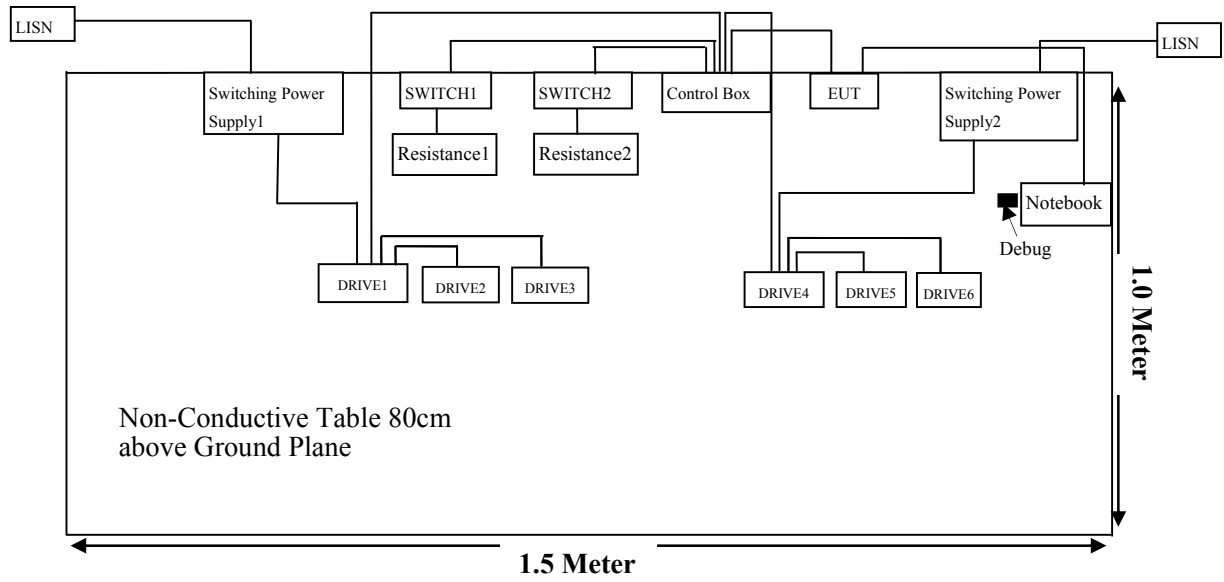 LISN
LISN
Switching Power
Supply1
SWITCH1
SWITCH2
Control Box
EUT
Switching Power
Supply2
Resistance1
Resistance2
Notebook
Debug
DRIVE1
DRIVE2
DRIVE3
DRIVE4
DRIVE5
DRIVE6
1.0 Meter
Non-Conductive Table 80cm
above Ground Plane
1.5 Meter